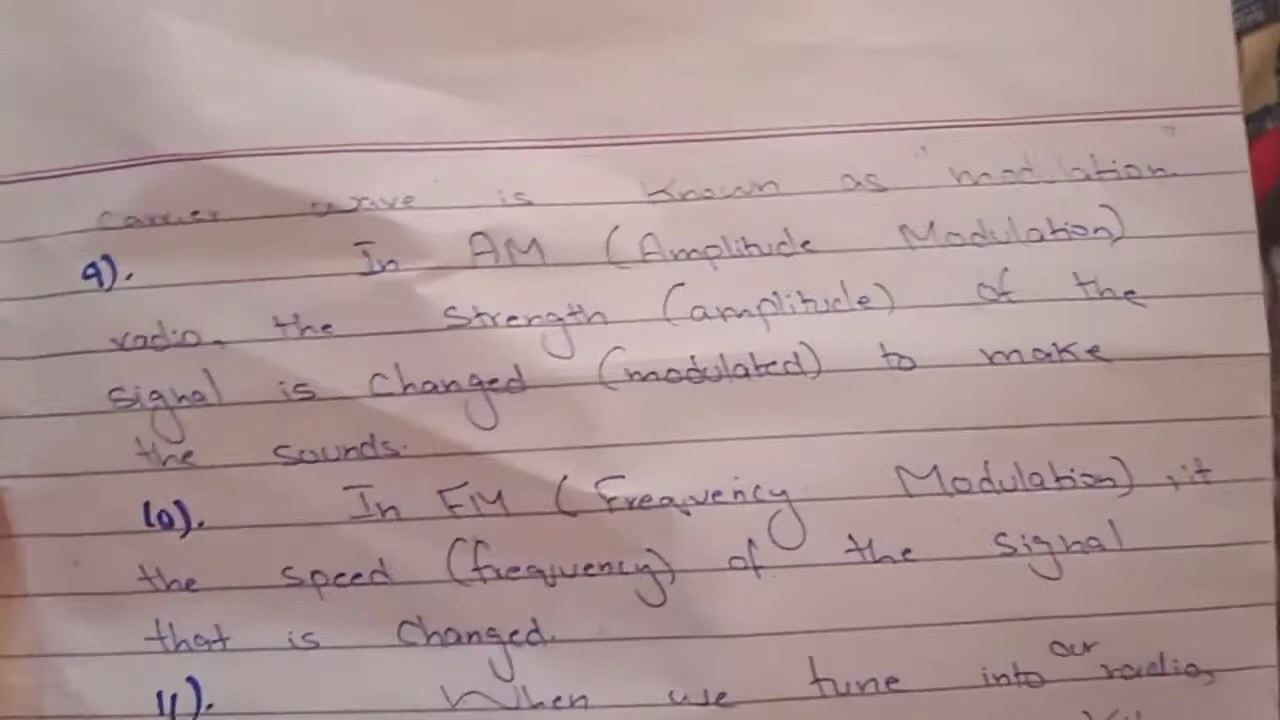 carrier wave is known as "modulation"
9). In AM (Amplitude Modulation)
radio, the strength (amplitude) of the
signal is changed (modulated) to make
the sounds.
10). In FM (Frequency Modulation), it
the speed (frequency) of the signal
that is changed.
11). When we tune into our radio,